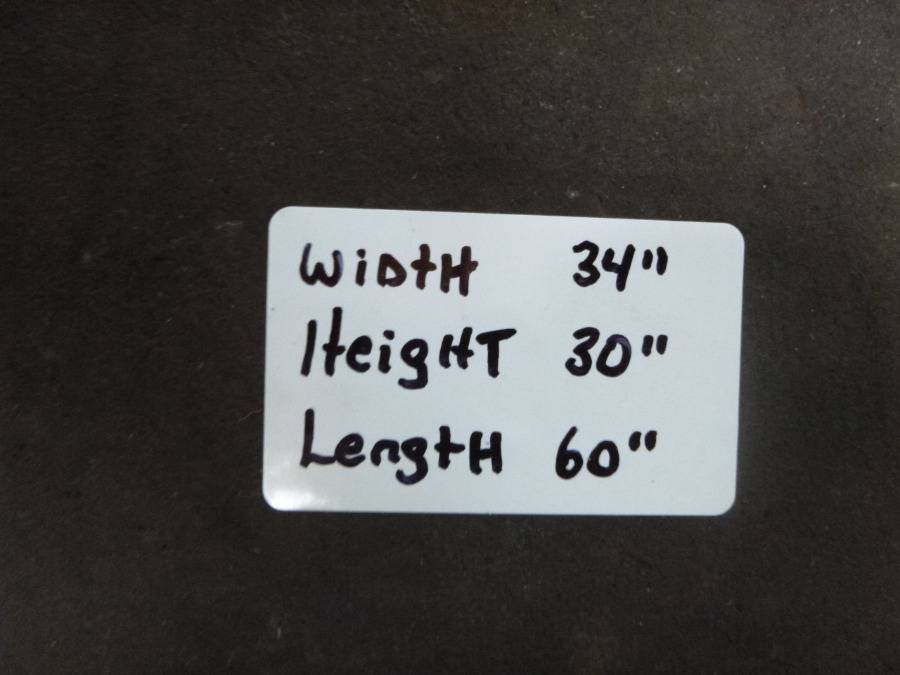 WiDtH 34"
HeigHT 30"
LengtH 60"